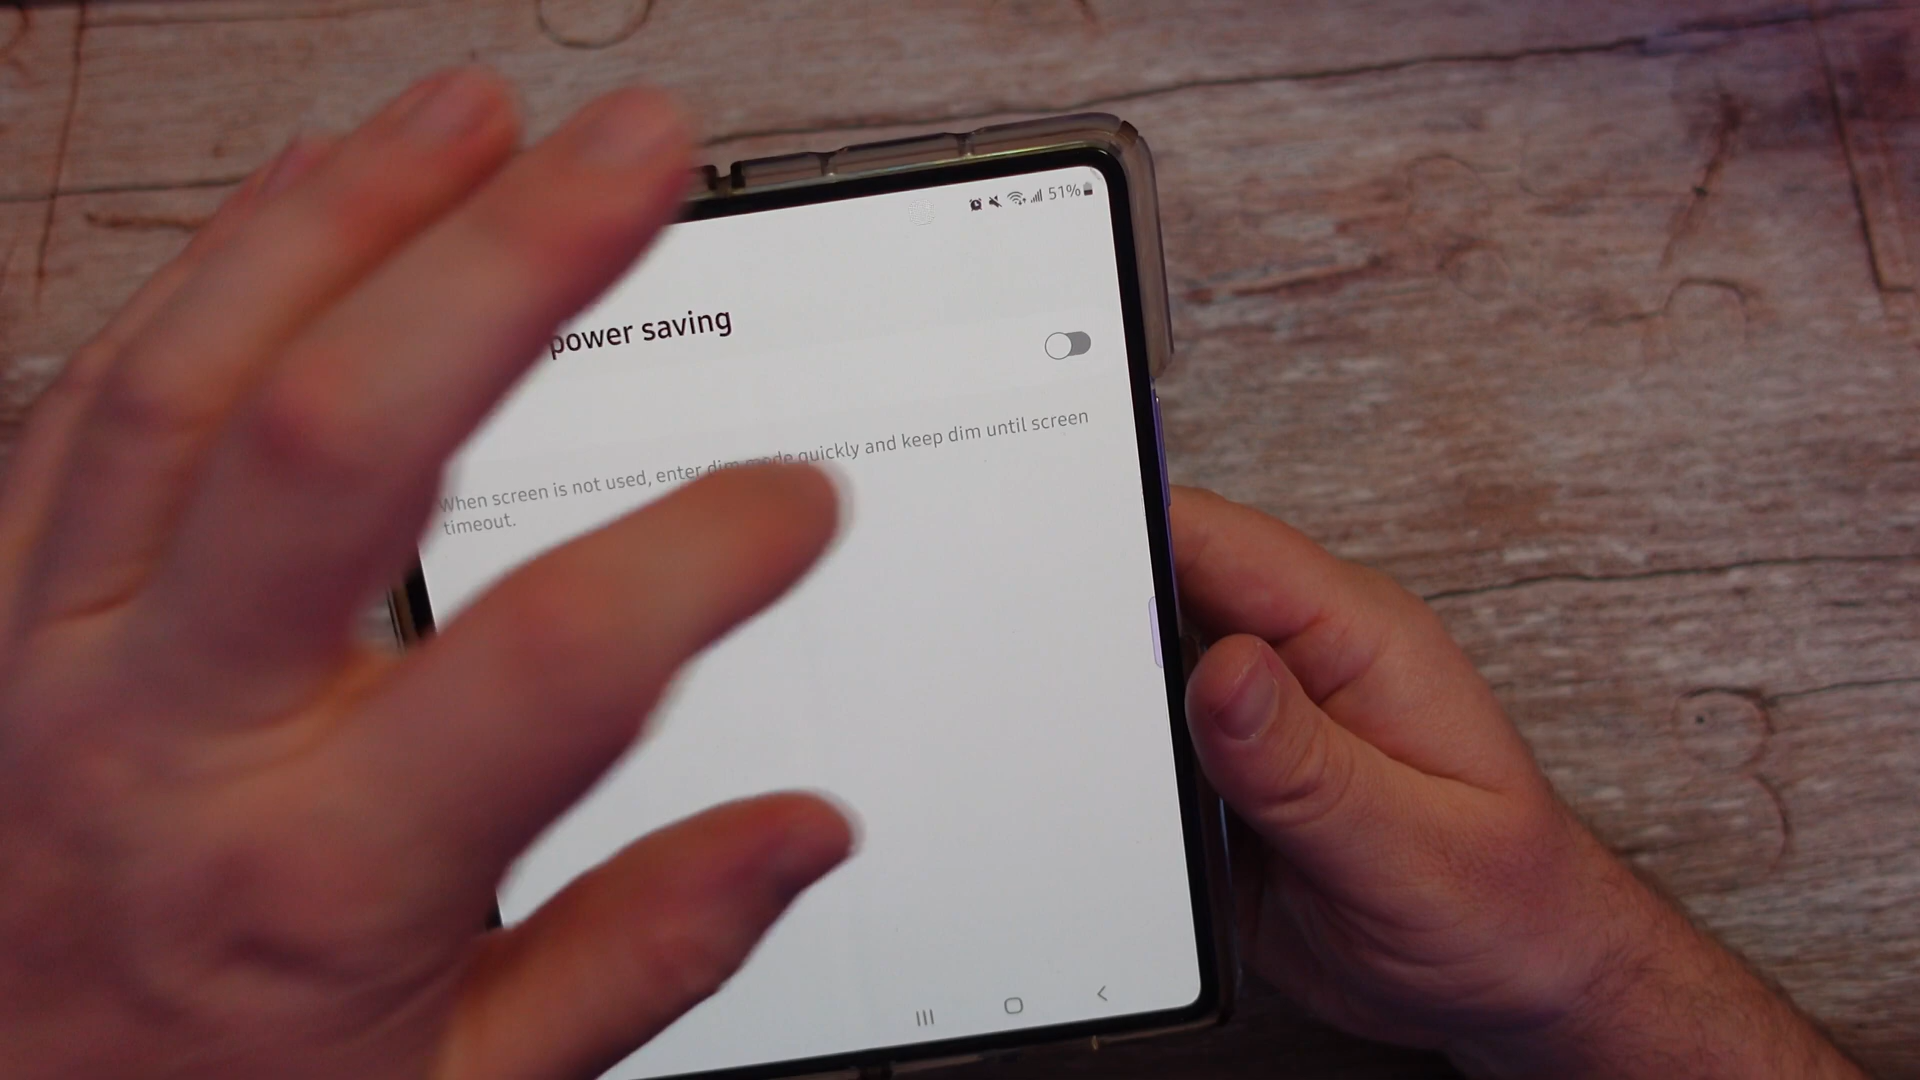 51%
power saving
When screen is not used, enter dim mode quickly and keep dim until screen
timeout.